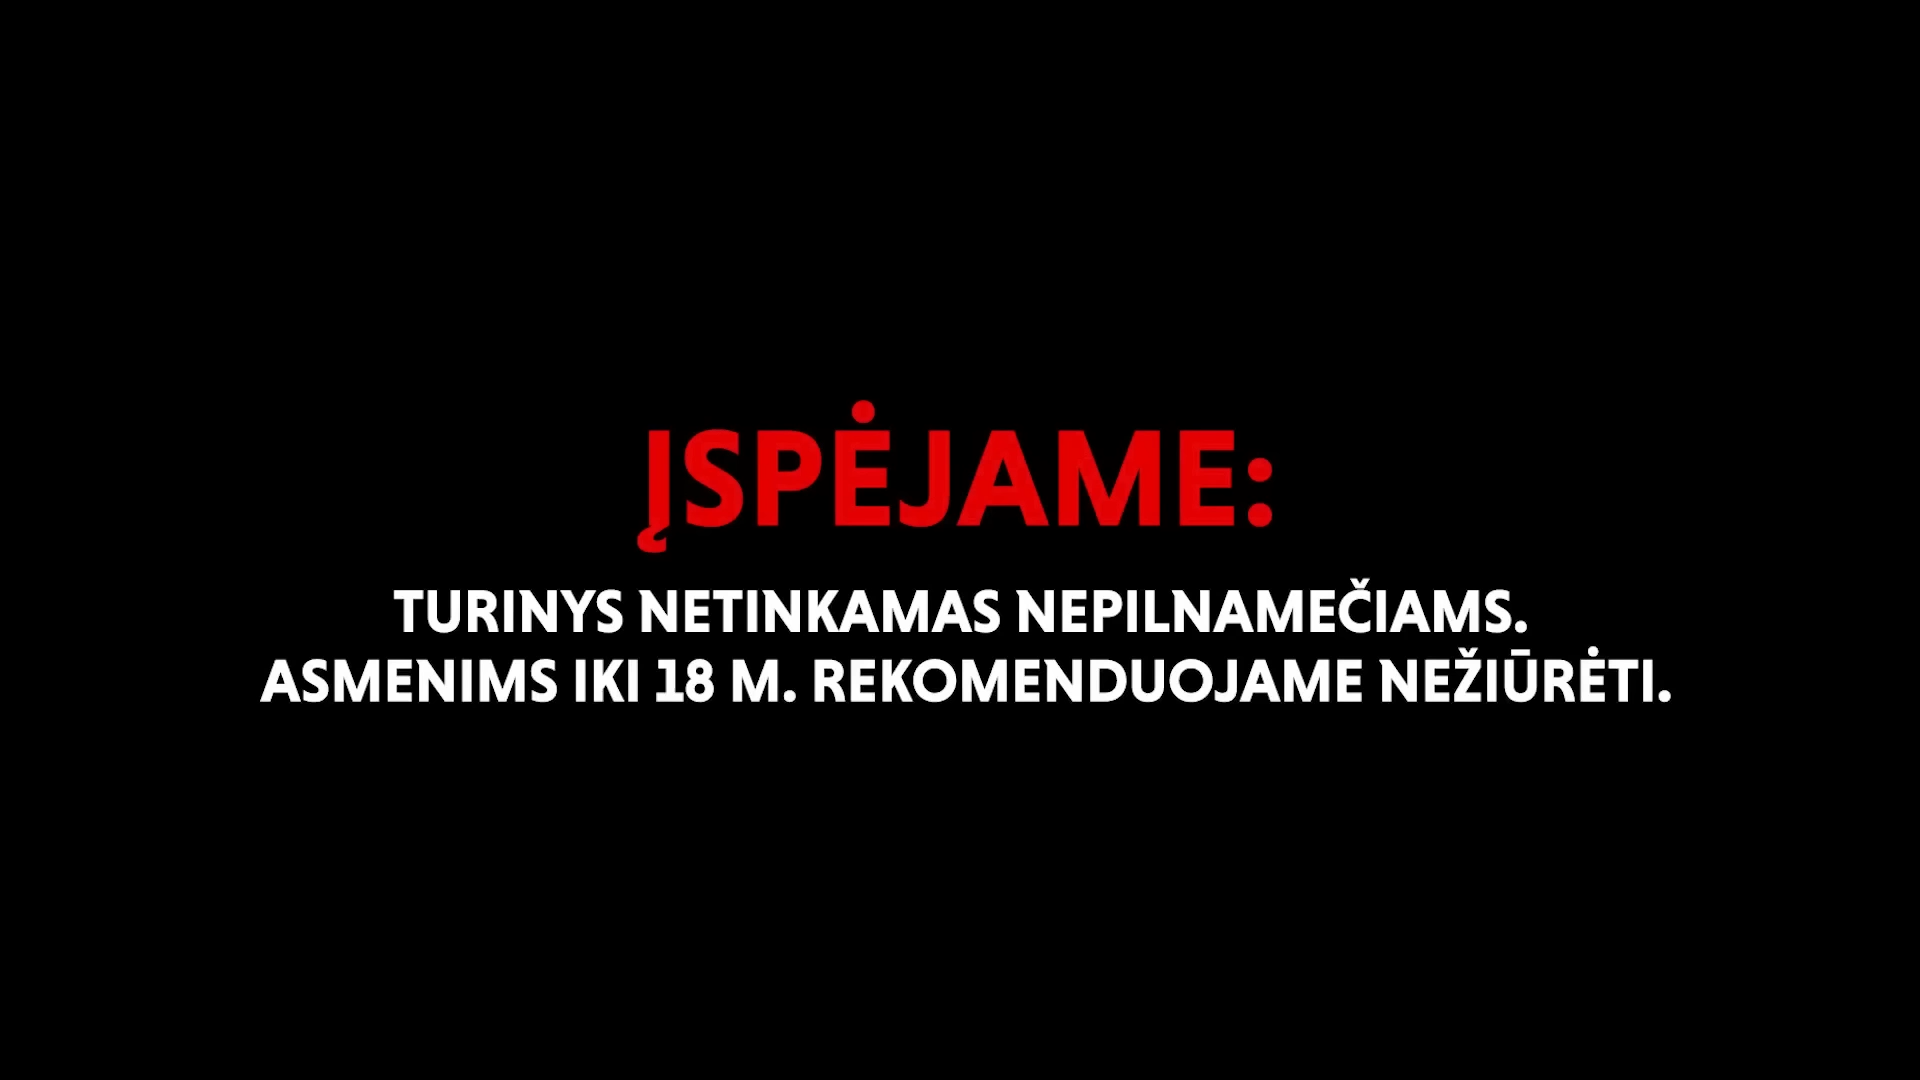 ĮSPĖJAME:
TURINYS NETINKAMAS NEPILNAMEČIAMS.
ASMENIMS IKI 18 M. REKOMENDUOJAME NEŽIŪRĖTI.